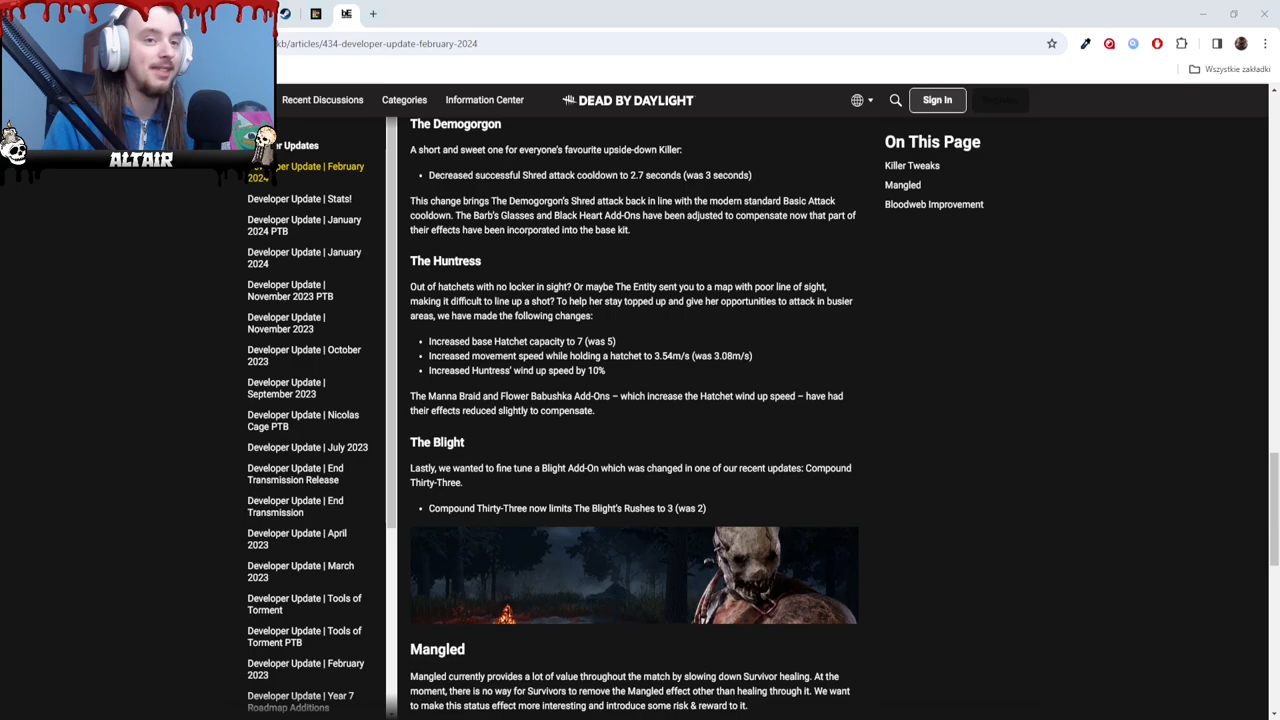 bE
kb/articles/434-developer-update-february-2024
Wszystkie zakładki
Recent Discussions
Categories
Information Center
DEAD BY DAYLIGHT
Sign In
ALTAIR
er Updates
er Update | February
2024
Developer Update | Stats!
Developer Update | January
2024 PTB
Developer Update | January
2024
Developer Update |
November 2023 PTB
Developer Update |
November 2023
Developer Update | October
2023
Developer Update |
September 2023
Developer Update | Nicolas
Cage PTB
Developer Update | July 2023
Developer Update | End
Transmission Release
Developer Update | End
Transmission
Developer Update | April
2023
Developer Update | March
2023
Developer Update | Tools of
Torment
Developer Update | Tools of
Torment PTB
Developer Update | February
2023
Developer Update | Year 7
Roadmap Additions
The Demogorgon
A short and sweet one for everyone's favourite upside-down Killer:
• Decreased successful Shred attack cooldown to 2.7 seconds (was 3 seconds)
This change brings The Demogorgon's Shred attack back in line with the modern standard Basic Attack
cooldown. The Barb's Glasses and Black Heart Add-Ons have been adjusted to compensate now that part of
their effects have been incorporated into the base kit.
The Huntress
Out of hatchets with no locker in sight? Or maybe The Entity sent you to a map with poor line of sight,
making it difficult to line up a shot? To help her stay topped up and give her opportunities to attack in busier
areas, we have made the following changes:
• Increased base Hatchet capacity to 7 (was 5)
• Increased movement speed while holding a hatchet to 3.54m/s (was 3.08m/s)
• Increased Huntress' wind up speed by 10%
The Manna Braid and Flower Babushka Add-Ons – which increase the Hatchet wind up speed – have had
their effects reduced slightly to compensate.
The Blight
Lastly, we wanted to fine tune a Blight Add-On which was changed in one of our recent updates: Compound
Thirty-Three.
• Compound Thirty-Three now limits The Blight's Rushes to 3 (was 2)
Mangled
Mangled currently provides a lot of value throughout the match by slowing down Survivor healing. At the
moment, there is no way for Survivors to remove the Mangled effect other than healing through it. We want
to make this status effect more interesting and introduce some risk & reward to it.
On This Page
Killer Tweaks
Mangled
Bloodweb Improvement